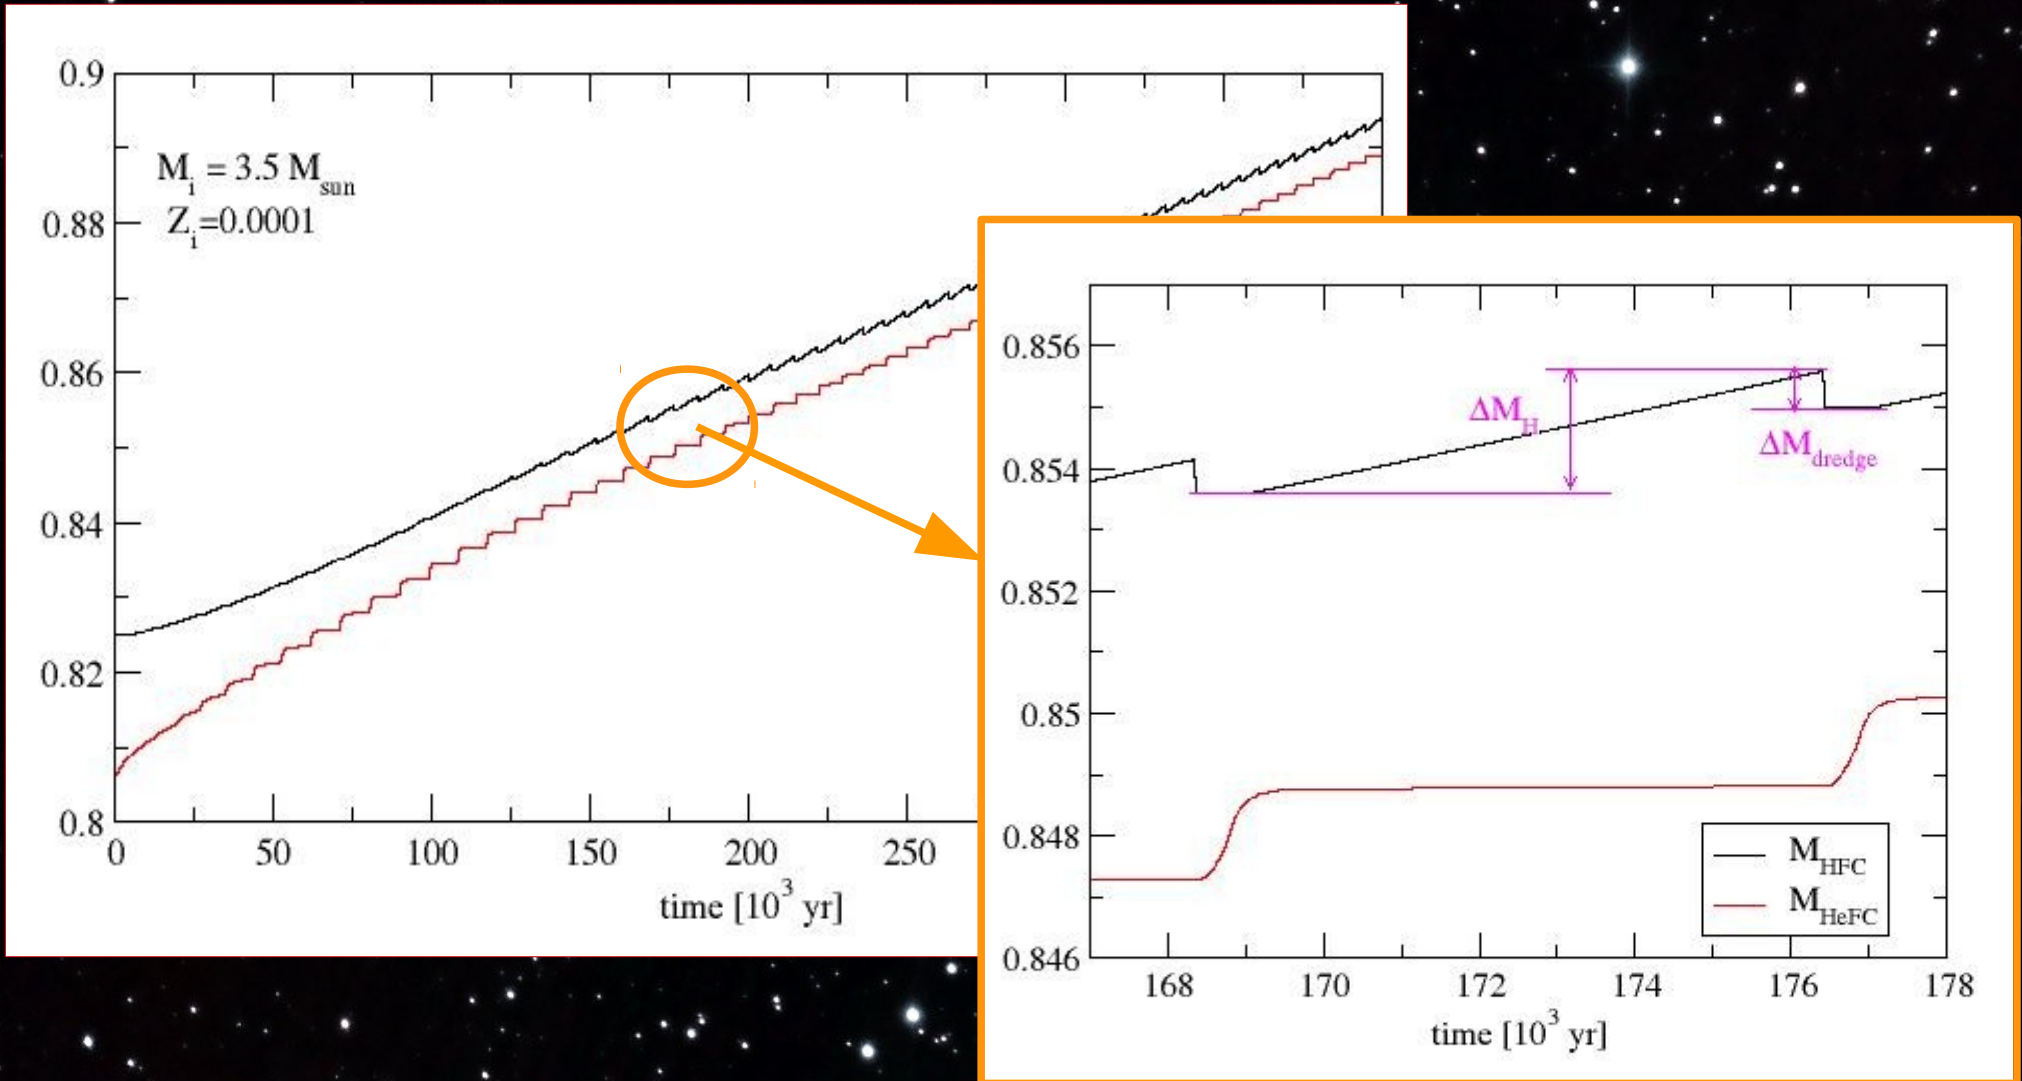 0.9
M_i = 3.5 M_sun
Z_i=0.0001
0.88
0.86
0.84
0.82
0.8
0 50 100 150 200 250
time [10^3 yr]
0.856
ΔM_H
ΔM_dredge
0.854
0.852
0.85
0.848
M_HFC
M_HeFC
0.846
168 170 172 174 176 178
time [10^3 yr]